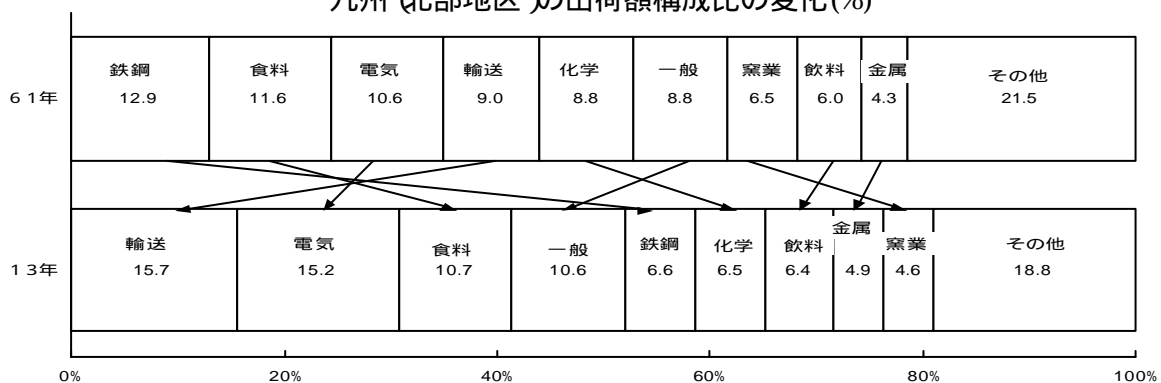 九州(北部地区)の出荷額構成比の変化(%)
鉄鋼 食料 電気 輸送 化学 一般 窯業 飲料 金属 その他
61年 12.9 11.6 10.6 9.0 8.8 8.8 6.5 6.0 4.3 21.5
輸送 電気 食料 一般 鉄鋼 化学 飲料 金属 窯業 その他
13年 15.7 15.2 10.7 10.6 6.6 6.5 6.4 4.9 4.6 18.8
0% 20% 40% 60% 80% 100%